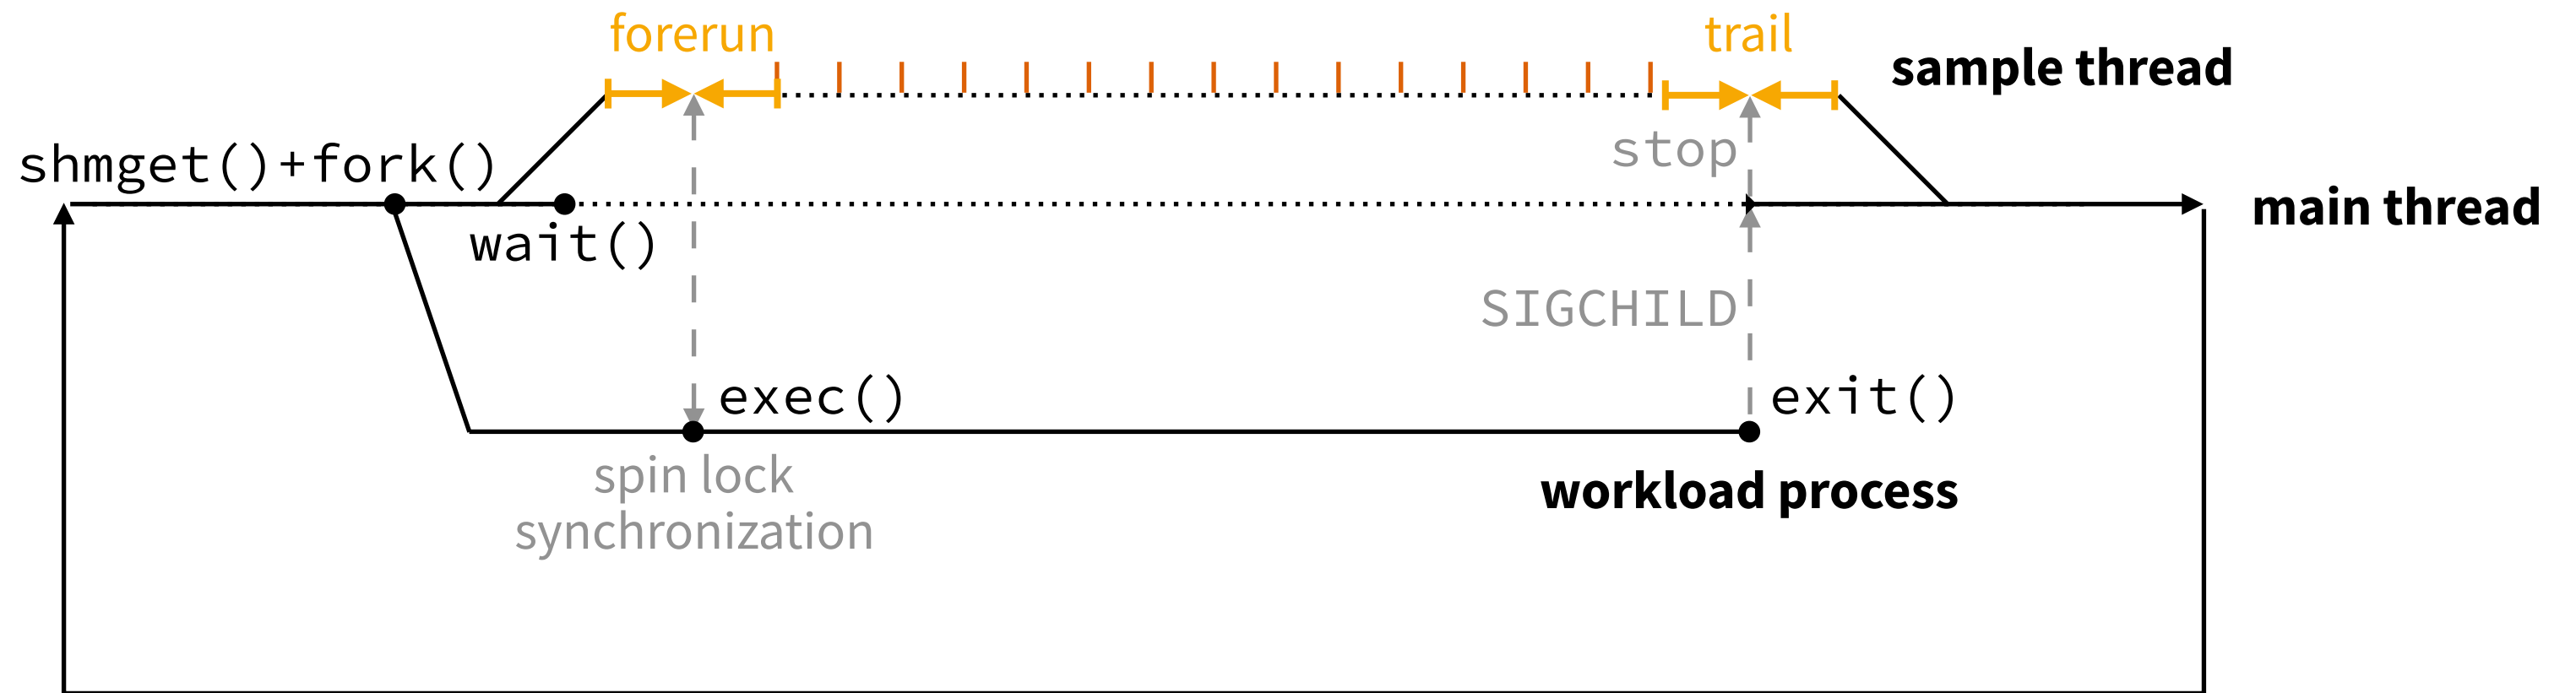 forerun
trail
sample thread
stop
shmget()+fork()
main thread
wait()
SIGCHILD
exec()
exit()
spin lock
synchronization
workload process